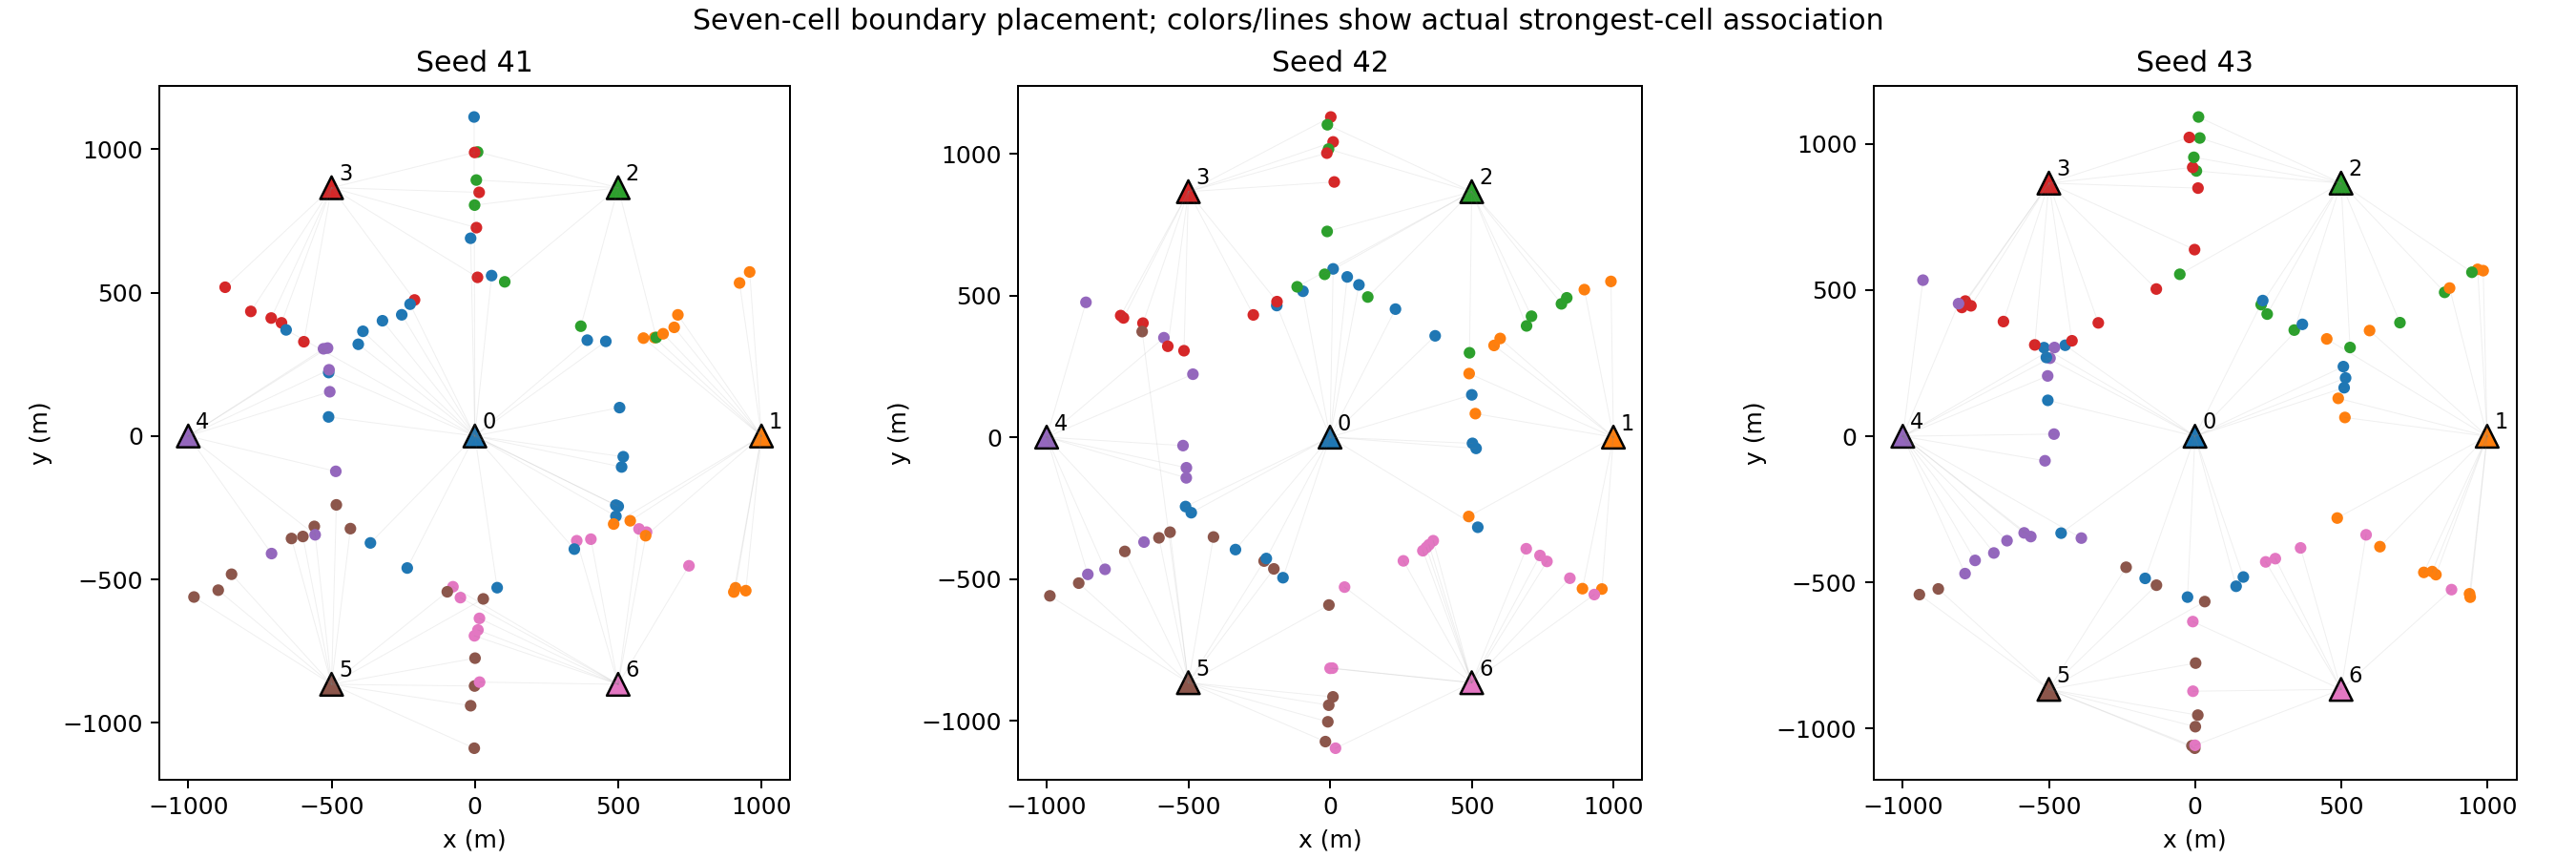 Seven-cell boundary placement; colors/lines show actual strongest-cell association
Seed 41
1000
500
0
−500
−1000
y (m)
−1000 −500 0 500 1000
x (m)
3 2
4 0 1
5 6
Seed 42
1000
500
0
−500
−1000
y (m)
−1000 −500 0 500 1000
x (m)
3 2
4 0 1
5 6
Seed 43
1000
500
0
−500
−1000
y (m)
−1000 −500 0 500 1000
x (m)
3 2
4 0 1
5 6